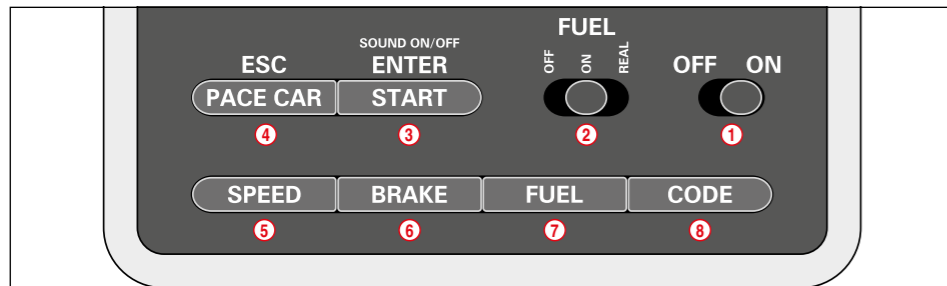 FUEL
SOUND ON/OFF
OFF ON REAL
ESC ENTER OFF ON
PACE CAR START
4 3 2 1
SPEED BRAKE FUEL CODE
5 6 7 8